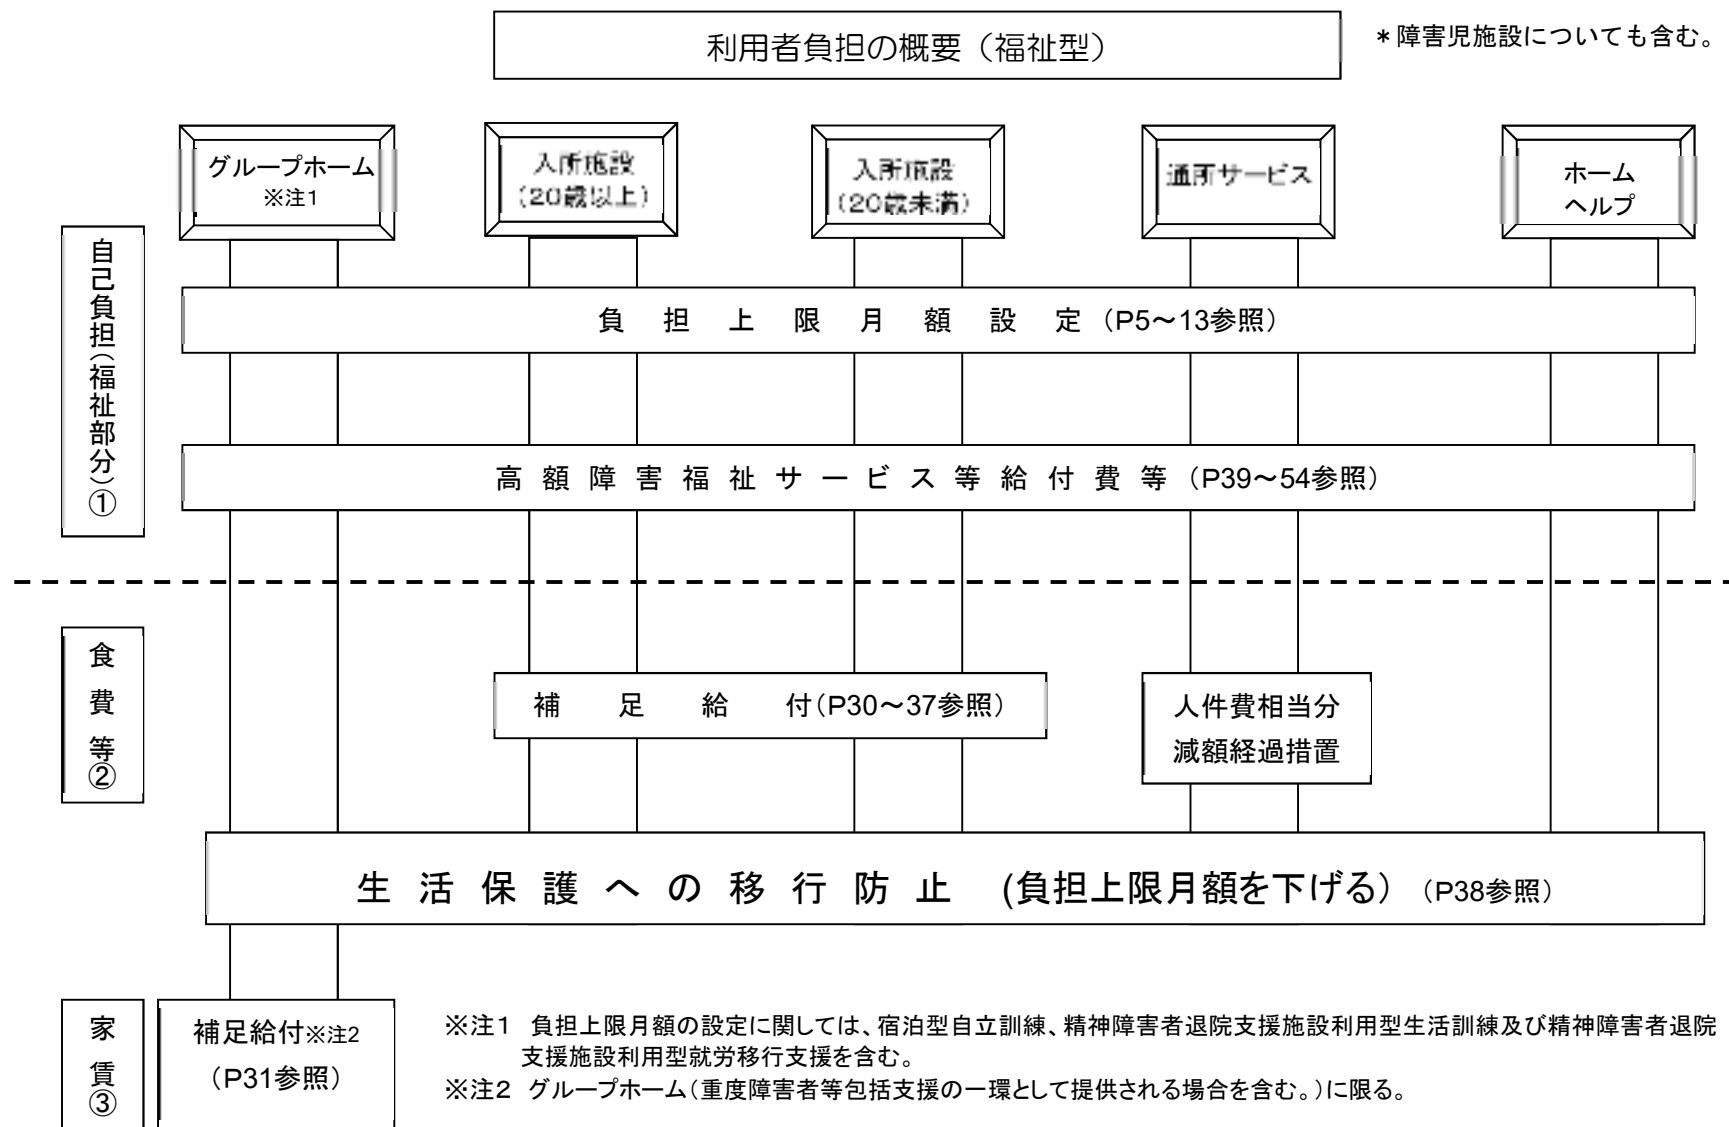 利用者負担の概要（福祉型）
＊障害児施設についても含む。
グループホーム
※注1
入所施設
(20歳以上)
入所施設
(20歳未満)
通所サービス
ホーム
ヘルプ
自己負担（福祉部分）①
負担上限月額設定（P5～13参照）
高額障害福祉サービス等給付費等（P39～54参照）
食費等②
補足給付（P30～37参照）
人件費相当分
減額経過措置
生活保護への移行防止 (負担上限月額を下げる）（P38参照）
家賃③
補足給付※注2
（P31参照）
※注1 負担上限月額の設定に関しては、宿泊型自立訓練、精神障害者退院支援施設利用型生活訓練及び精神障害者退院
支援施設利用型就労移行支援を含む。
※注2 グループホーム（重度障害者等包括支援の一環として提供される場合を含む。）に限る。